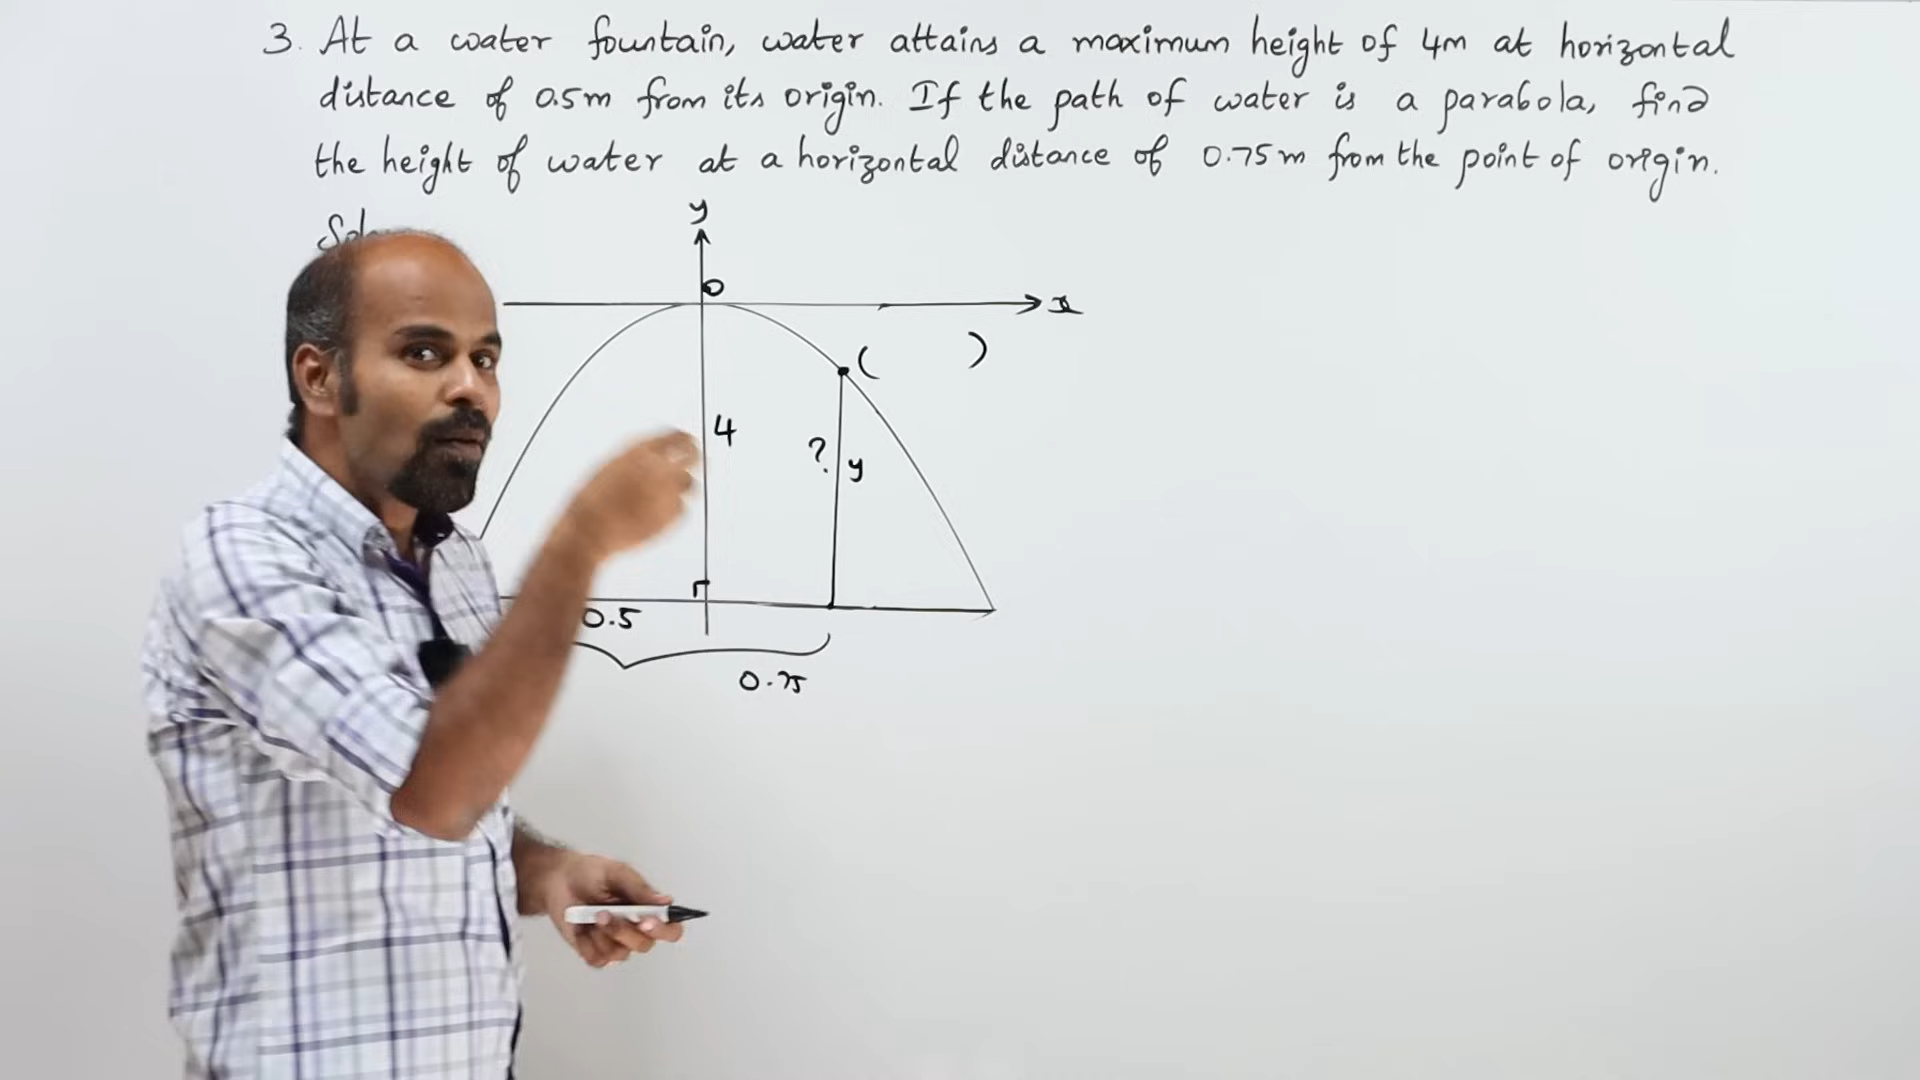 3. At a water fountain, water attains a maximum height of 4m at horizontal
distance of 0.5m from its origin. If the path of water is a parabola, find
the height of water at a horizontal distance of 0.75m from the point of origin.
y
0
x
( )
4
?
y
0.5
0.75